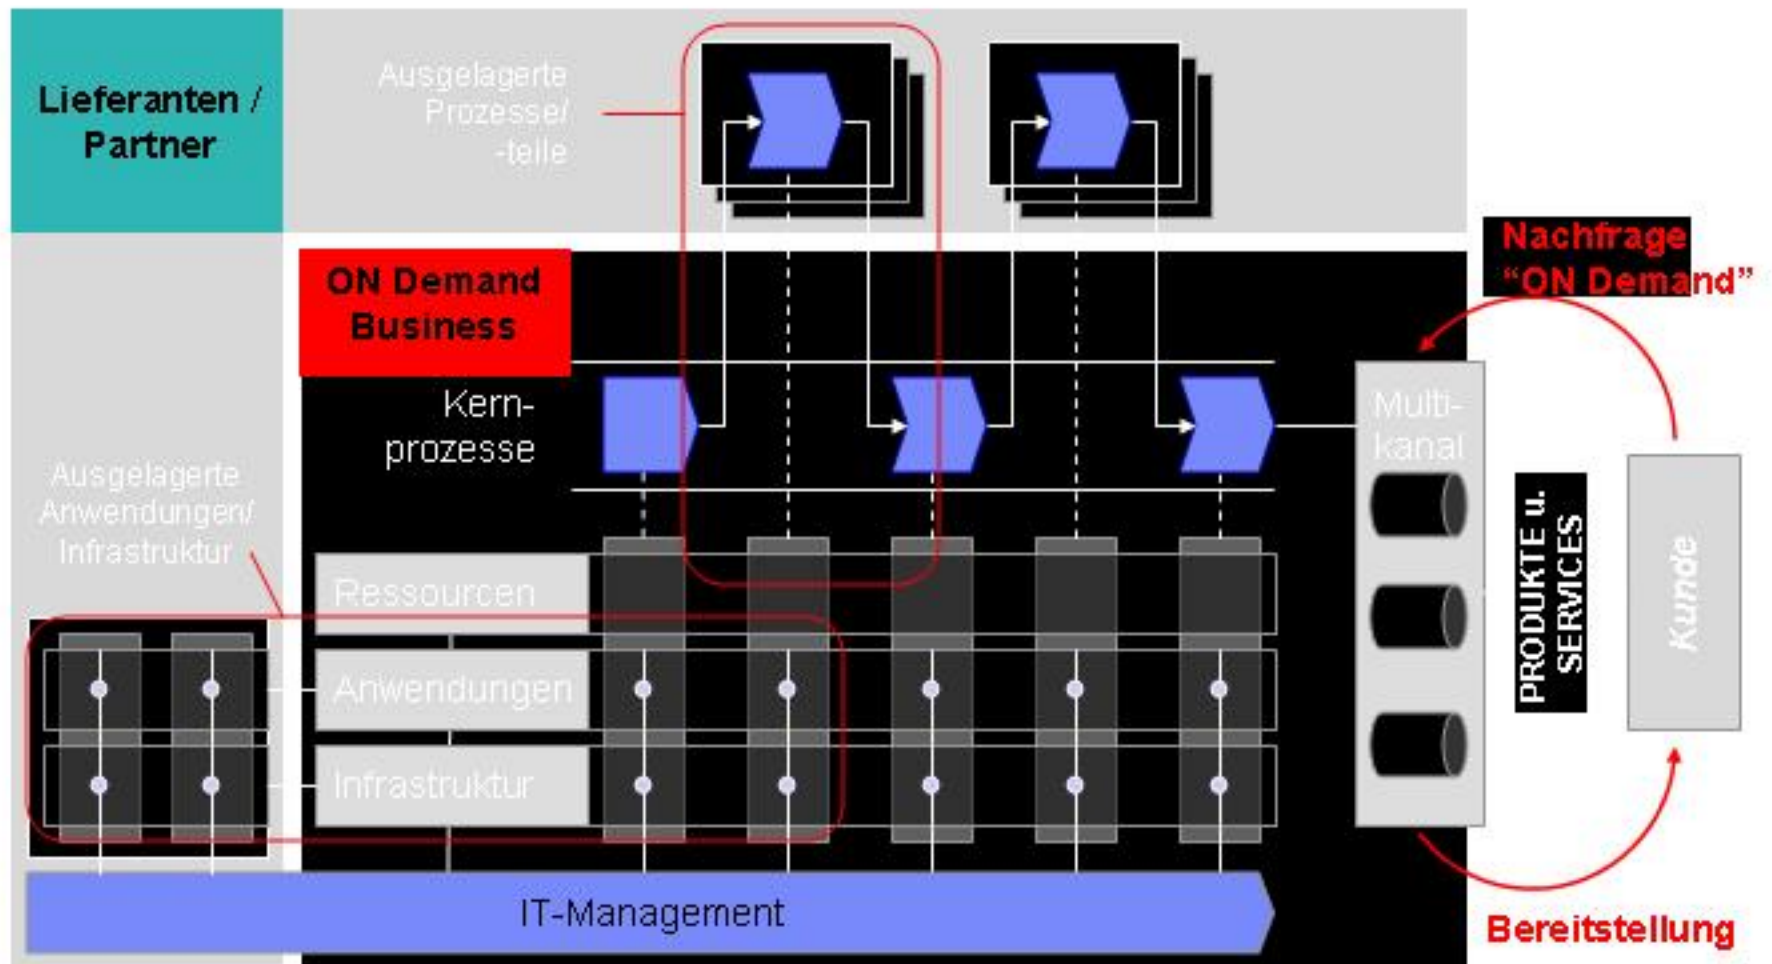 Lieferanten /
Partner
Ausgelagerte
Prozesse/
-teile
Nachfrage
“ON Demand”
ON Demand
Business
Kern-
prozesse
Multi-
kanal
Ausgelagerte
Anwendungen/
Infrastruktur
PRODUKTE u.
SERVICES
Kunde
Ressourcen
Anwendungen
Infrastruktur
IT-Management
Bereitstellung